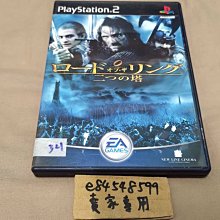 PlayStation 2
ロード オブ・ザ リング
二つの塔
321
EA GAMES
NEW LINE CINEMA
e84548599
賣家專用